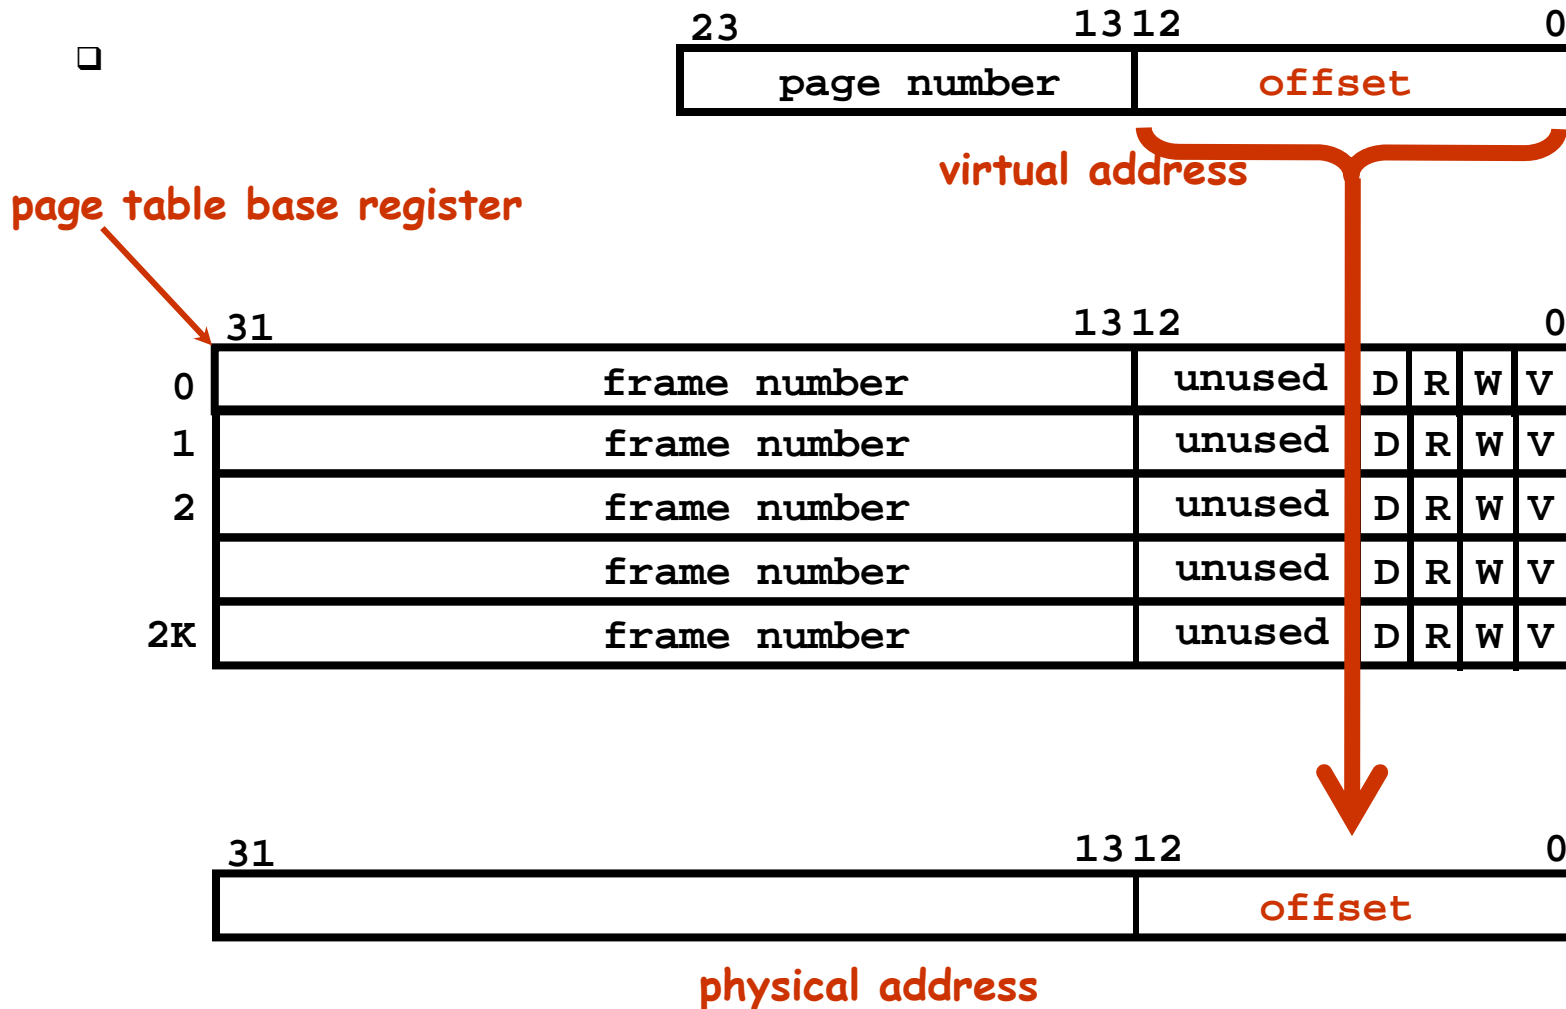 23 13 12 0
page number offset
virtual address
page table base register
31 13 12 0
0 frame number unused D R W V
1 frame number unused D R W V
2 frame number unused D R W V
frame number unused D R W V
2K frame number unused D R W V
31 13 12 0
offset
physical address